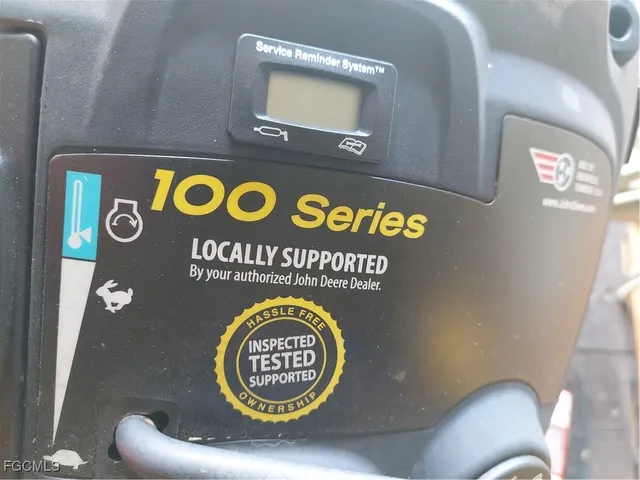 Service Reminder System™
100 Series
LOCALLY SUPPORTED
By your authorized John Deere Dealer.
HASSLE FREE
INSPECTED
TESTED
SUPPORTED
OWNERSHIP
FGCMLS